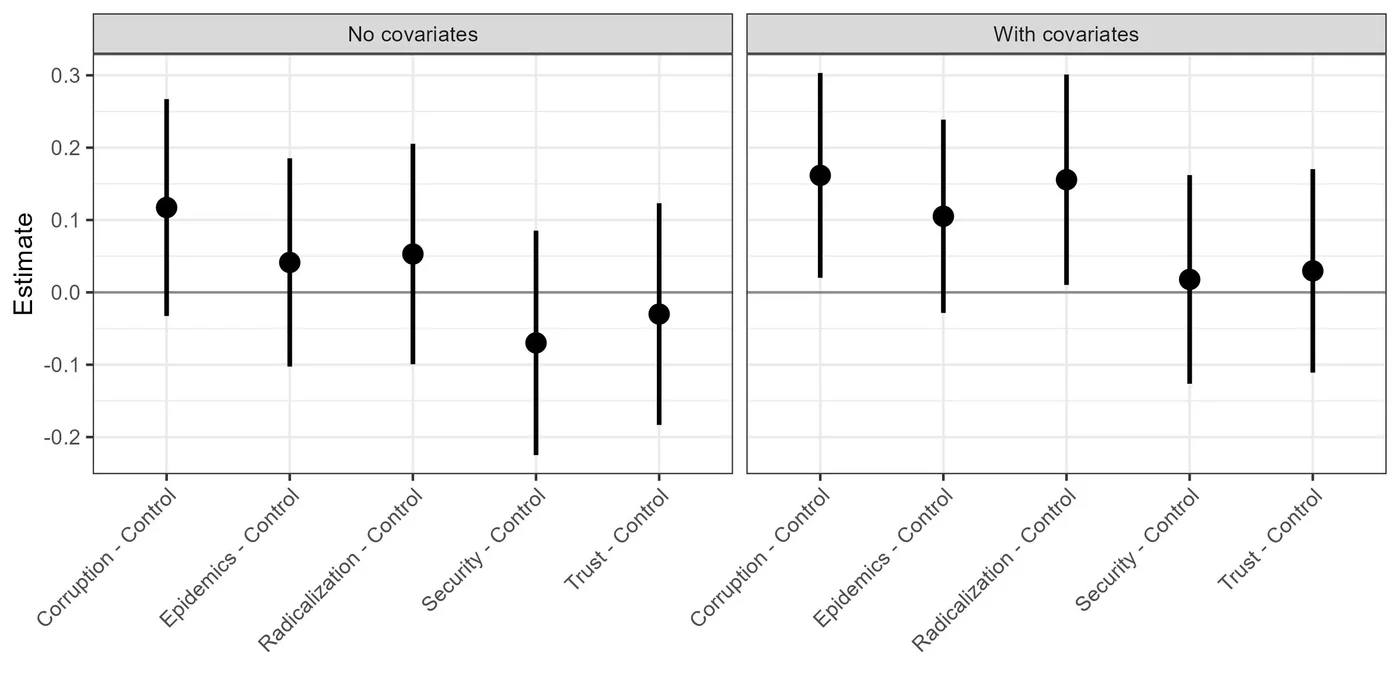 No covariates
With covariates
Estimate
0.3
0.2
0.1
0.0
-0.1
-0.2
Corruption - Control
Epidemics - Control
Radicalization - Control
Security - Control
Trust - Control
Corruption - Control
Epidemics - Control
Radicalization - Control
Security - Control
Trust - Control